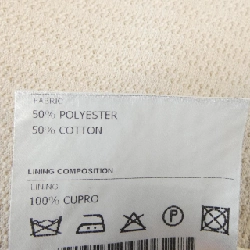 FABRIC
50% POLYESTER
50% COTTON
LINING COMPOSITION
LINING
100% CUPRO
P